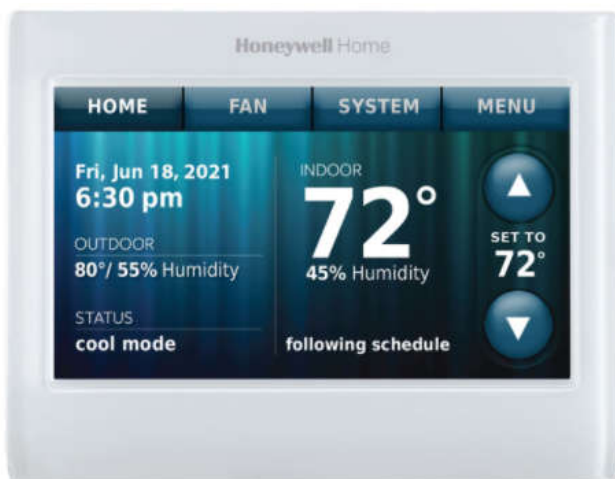 Honeywell Home
HOME FAN SYSTEM MENU
Fri, Jun 18, 2021
6:30 pm
OUTDOOR
80°/ 55% Humidity
STATUS
cool mode
INDOOR
72°
45% Humidity
following schedule
SET TO
72°